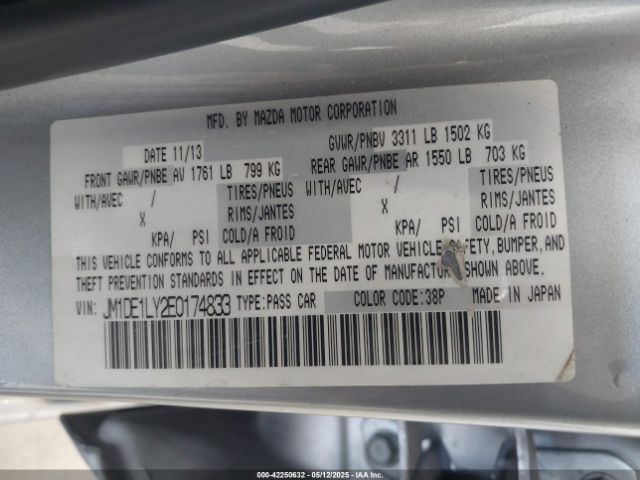 MFD. BY MAZDA MOTOR CORPORATION
DATE 11/13 GVWR/PNBV 3311 LB 1502 KG
FRONT GAWR/PNBE AV 1761 LB 799 KG REAR GAWR/PNBE AR 1550 LB 703 KG
WITH/AVEC / TIRES/PNEUS WITH/AVEC / TIRES/PNEUS
X RIMS/JANTES X RIMS/JANTES
KPA/ PSI COLD/A FROID KPA/ PSI COLD/A FROID
THIS VEHICLE CONFORMS TO ALL APPLICABLE FEDERAL MOTOR VEHICLE SAFETY, BUMPER, AND
THEFT PREVENTION STANDARDS IN EFFECT ON THE DATE OF MANUFACTURE SHOWN ABOVE.
VIN: JM1DE1LY2E0174833 TYPE:PASS CAR COLOR CODE:38P MADE IN JAPAN
000-42250632 - 05/12/2025 - IAAI.COM